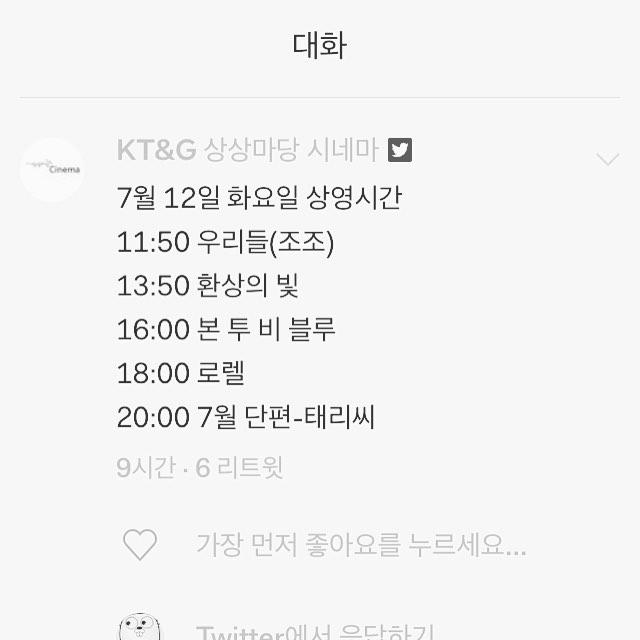 대화
Cinema
KT&G 상상마당 시네마
7월 12일 화요일 상영시간
11:50 우리들(조조)
13:50 환상의 빛
16:00 본 투 비 블루
18:00 로렐
20:00 7월 단편-태리씨
9시간 · 6 리트윗
가장 먼저 좋아요를 누르세요...
Twitter에서 응답하기